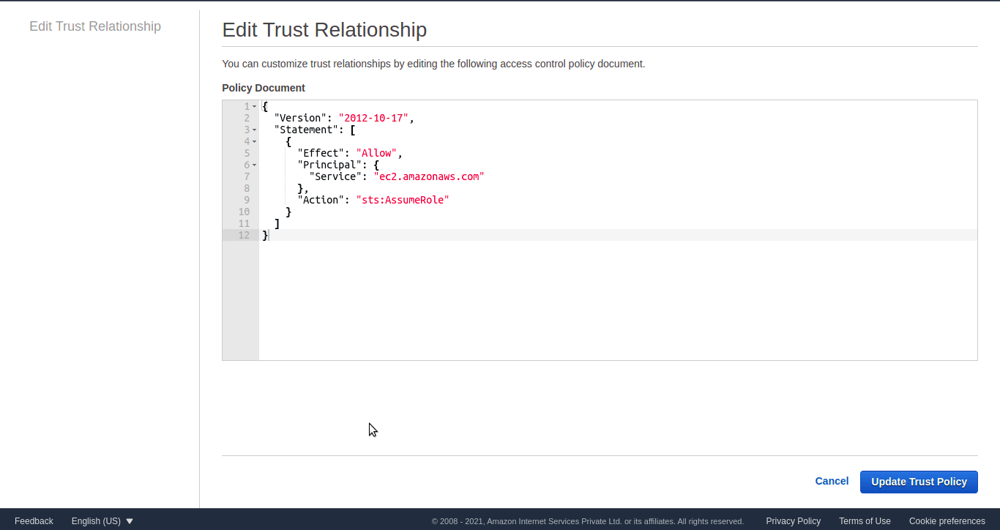 Edit Trust Relationship
Edit Trust Relationship
You can customize trust relationships by editing the following access control policy document.
Policy Document
1 {
2   "Version": "2012-10-17",
3   "Statement": [
4     {
5       "Effect": "Allow",
6       "Principal": {
7         "Service": "ec2.amazonaws.com"
8       },
9       "Action": "sts:AssumeRole"
10     }
11   ]
12 }
Cancel Update Trust Policy
Feedback English (US) © 2008 - 2021, Amazon Internet Services Private Ltd. or its affiliates. All rights reserved. Privacy Policy Terms of Use Cookie preferences